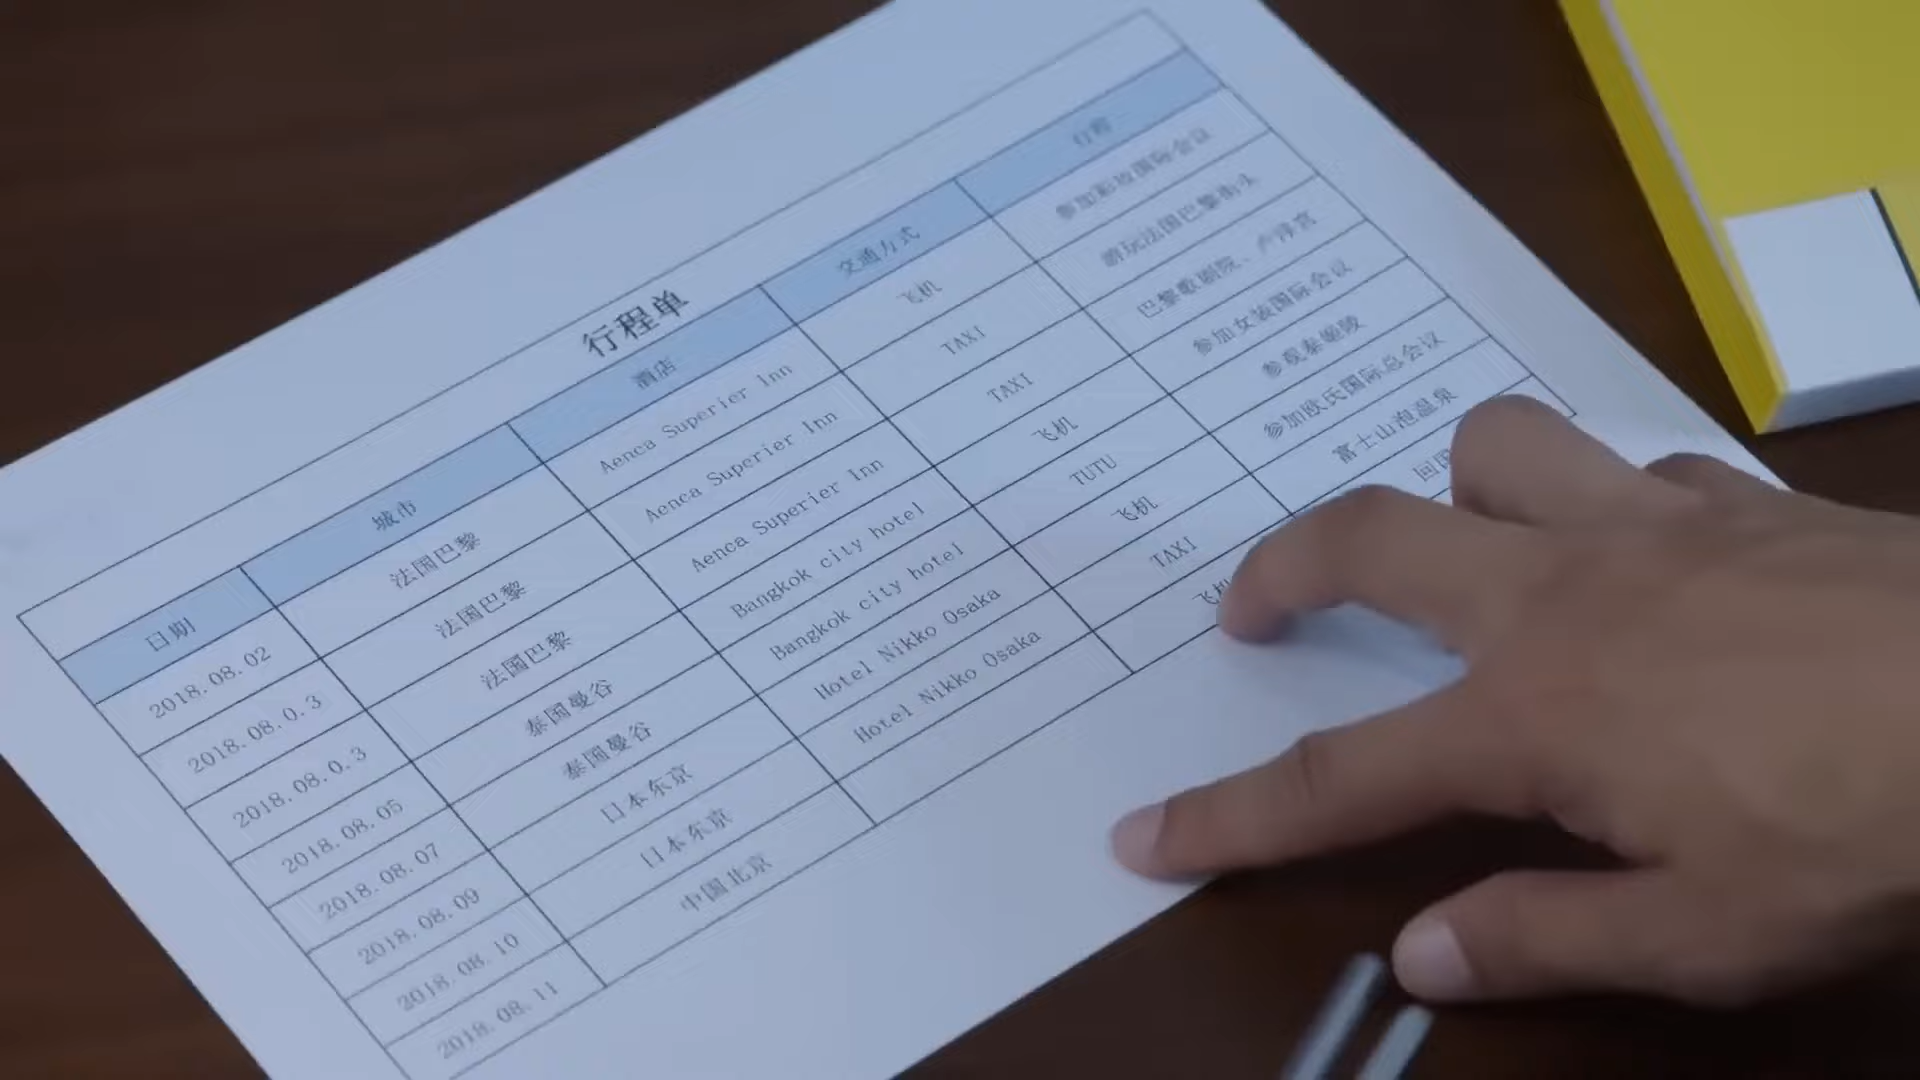 行程单
日期 城市 酒店 交通方式 行程
2018.08.02 法国巴黎 Aenca Superier Inn 飞机 参加彩妆国际会议
2018.08.0.3 法国巴黎 Aenca Superier Inn TAXI 游玩法国巴黎街头
2018.08.0.3 法国巴黎 Aenca Superier Inn TAXI 巴黎歌剧院、卢浮宫
2018.08.05 泰国曼谷 Bangkok city hotel 飞机 参加女装国际会议
2018.08.07 泰国曼谷 Bangkok city hotel TUTU 参观泰姬陵
2018.08.09 日本东京 Hotel Nikko Osaka 飞机 参加欧氏国际总会议
2018.08.10 日本东京 Hotel Nikko Osaka TAXI 富士山泡温泉
2018.08.11 中国北京 飞机 回国